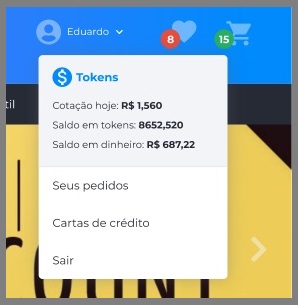 Eduardo
8
15
Tokens
til
Cotação hoje: R$ 1,560
Saldo em tokens: 8652,520
Saldo em dinheiro: R$ 687,22
Seus pedidos
Cartas de crédito
Sair